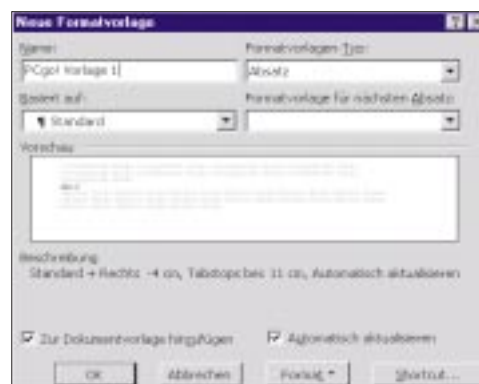 Neue Formatvorlage
Name: Formatvorlagen-Typ:
PCgo! Vorlage 1 Absatz
Basiert auf: Formatvorlage für nächsten Absatz:
¶ Standard
Vorschau
Beschreibung
Standard + Rechts -4 cm, Tabstops bei 11 cm, Automatisch aktualisieren
Zur Dokumentvorlage hinzufügen Automatisch aktualisieren
OK Abbrechen Format Shortcut...